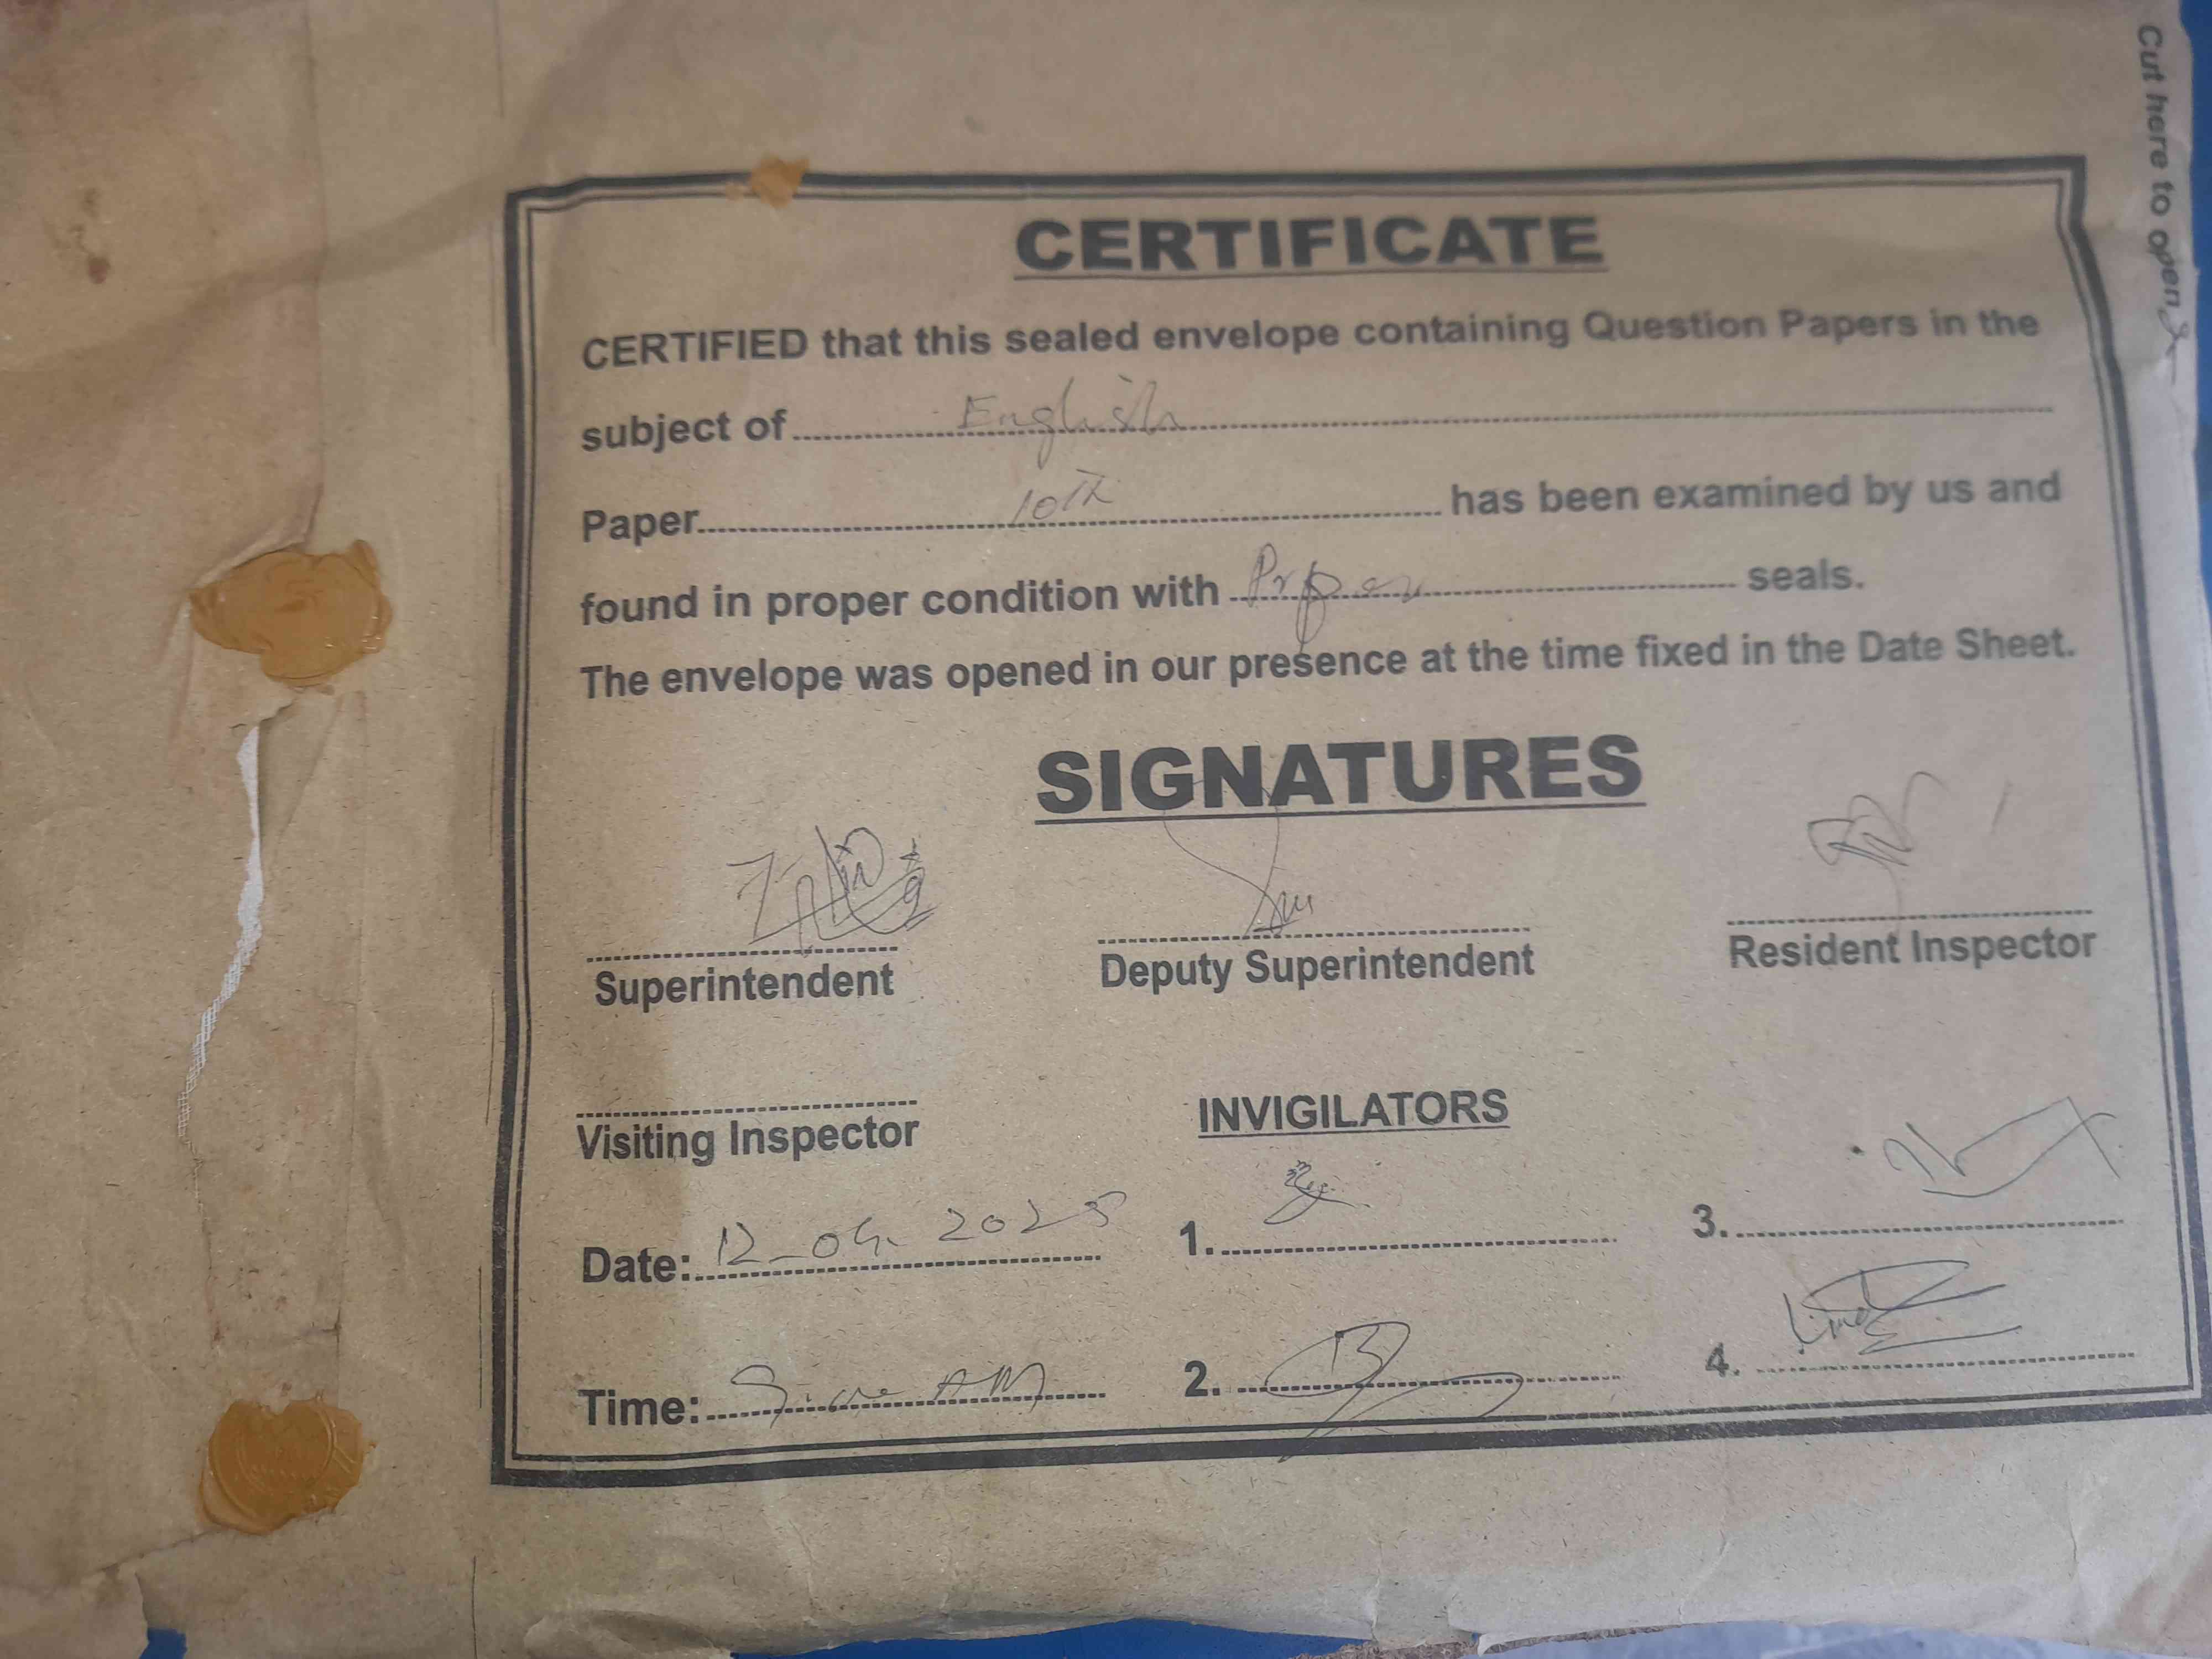 Cut here to open
CERTIFICATE
CERTIFIED that this sealed envelope containing Question Papers in the
subject of English
Paper 10th has been examined by us and
found in proper condition with Proper seals.
The envelope was opened in our presence at the time fixed in the Date Sheet.
SIGNATURES
Superintendent Deputy Superintendent Resident Inspector
Visiting Inspector INVIGILATORS
Date: 12-04-2025 1. 3.
Time: AM 2. 4.